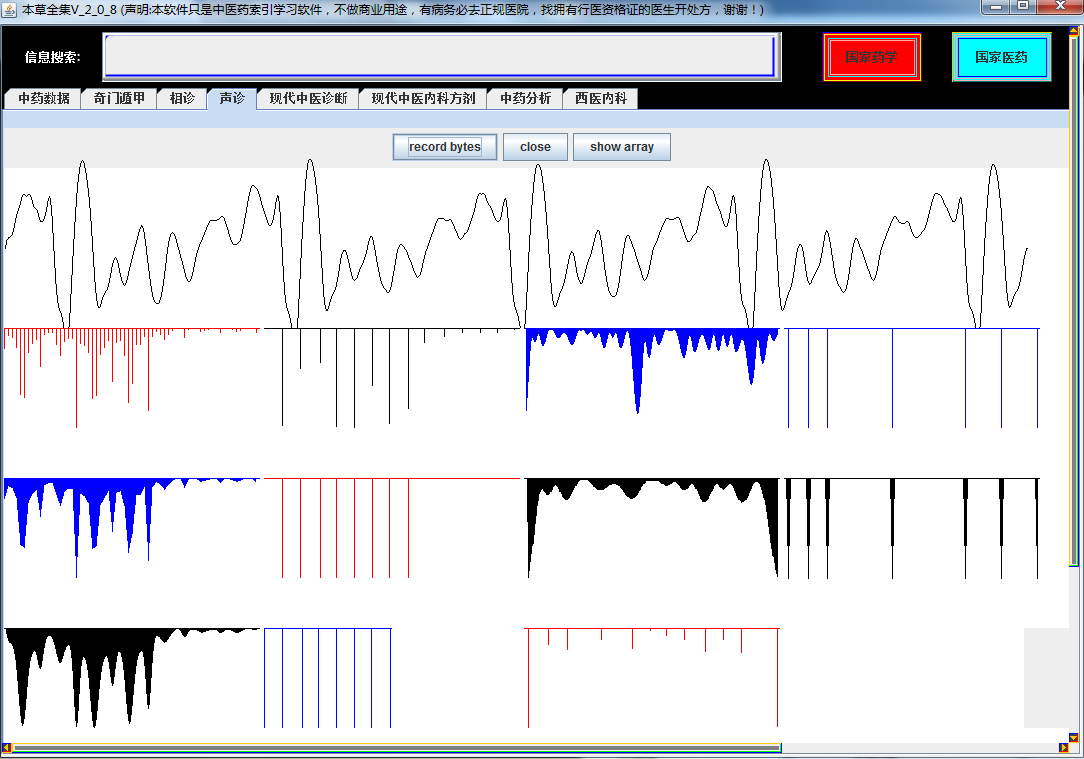 本草全集V_2_0_8 (声明:本软件只是中医药索引学习软件，不做商业用途，有病务必去正规医院，找拥有行医资格证的医生开处方，谢谢！)
信息搜索:
国家药学
国家医药
中药数据 奇门遁甲 相诊 声诊 现代中医诊断 现代中医内科方剂 中药分析 西医内科
record bytes close show array